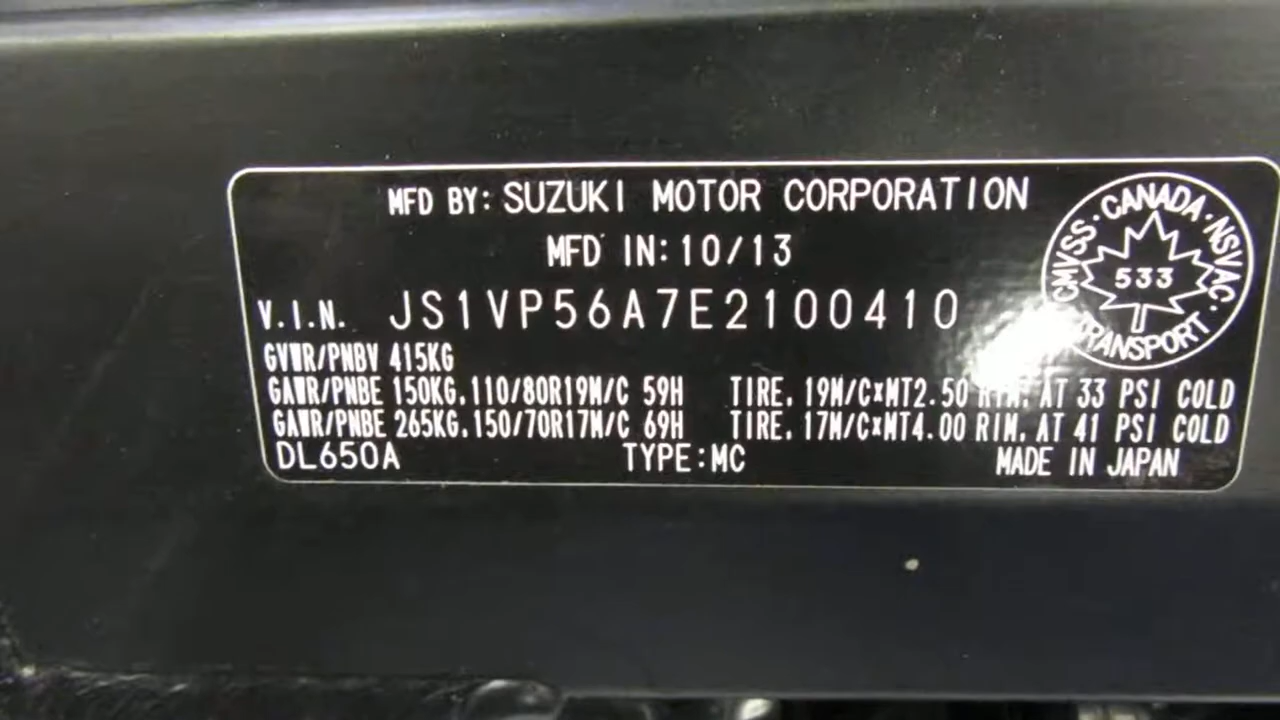 MFD BY: SUZUKI MOTOR CORPORATION
MFD IN: 10/13
CMVSS · CANADA · NSVAC ·
533
TRANSPORT
V.I.N. JS1VP56A7E2100410
GVWR/PNBV 415KG
GAWR/PNBE 150KG, 110/80R19M/C 59H TIRE, 19M/C×MT2.50 RIM, AT 33 PSI COLD
GAWR/PNBE 265KG, 150/70R17M/C 69H TIRE, 17M/C×MT4.00 RIM, AT 41 PSI COLD
DL650A TYPE:MC MADE IN JAPAN